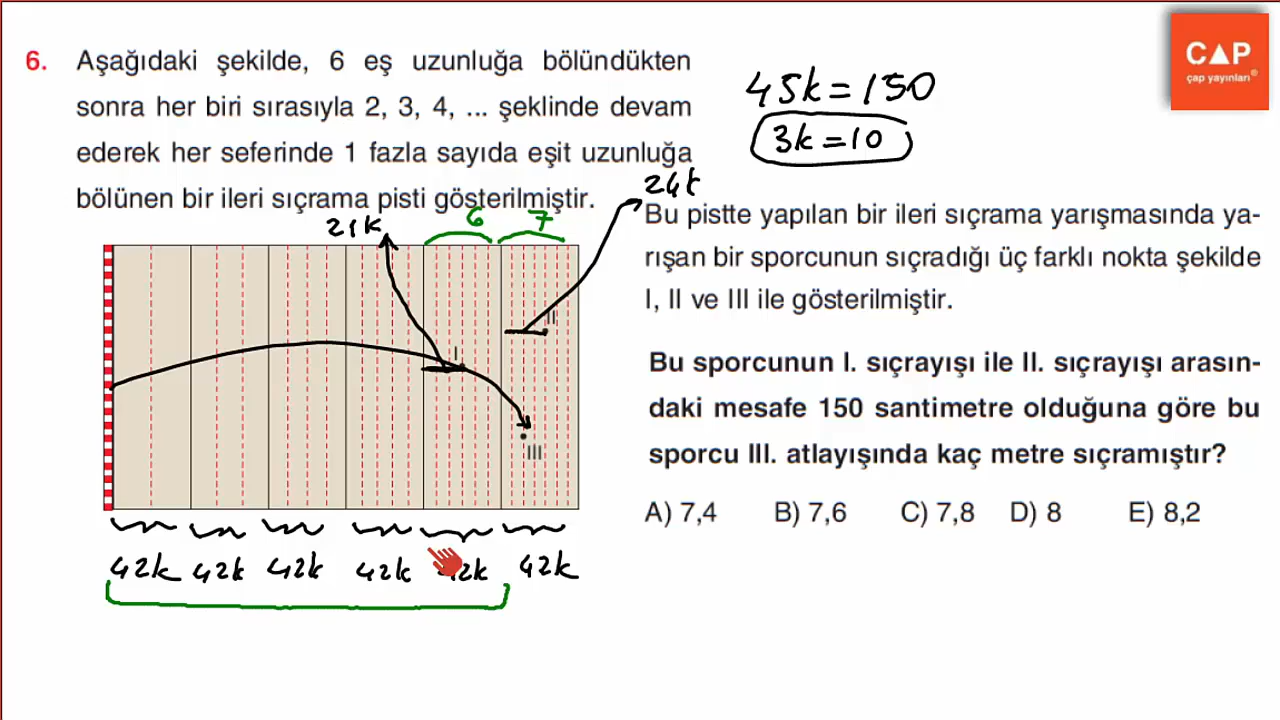 6. Aşağıdaki şekilde, 6 eş uzunluğa bölündükten
sonra her biri sırasıyla 2, 3, 4, ... şeklinde devam
ederek her seferinde 1 fazla sayıda eşit uzunluğa
bölünen bir ileri sıçrama pisti gösterilmiştir.
21k
6
7
24k
I
II
III
42k 42k 42k 42k 42k 42k
45k=150
3k=10
CAP
çap yayınları®
Bu pistte yapılan bir ileri sıçrama yarışmasında ya-
rışan bir sporcunun sıçradığı üç farklı nokta şekilde
I, II ve III ile gösterilmiştir.
Bu sporcunun I. sıçrayışı ile II. sıçrayışı arasın-
daki mesafe 150 santimetre olduğuna göre bu
sporcu III. atlayışında kaç metre sıçramıştır?
A) 7,4 B) 7,6 C) 7,8 D) 8 E) 8,2